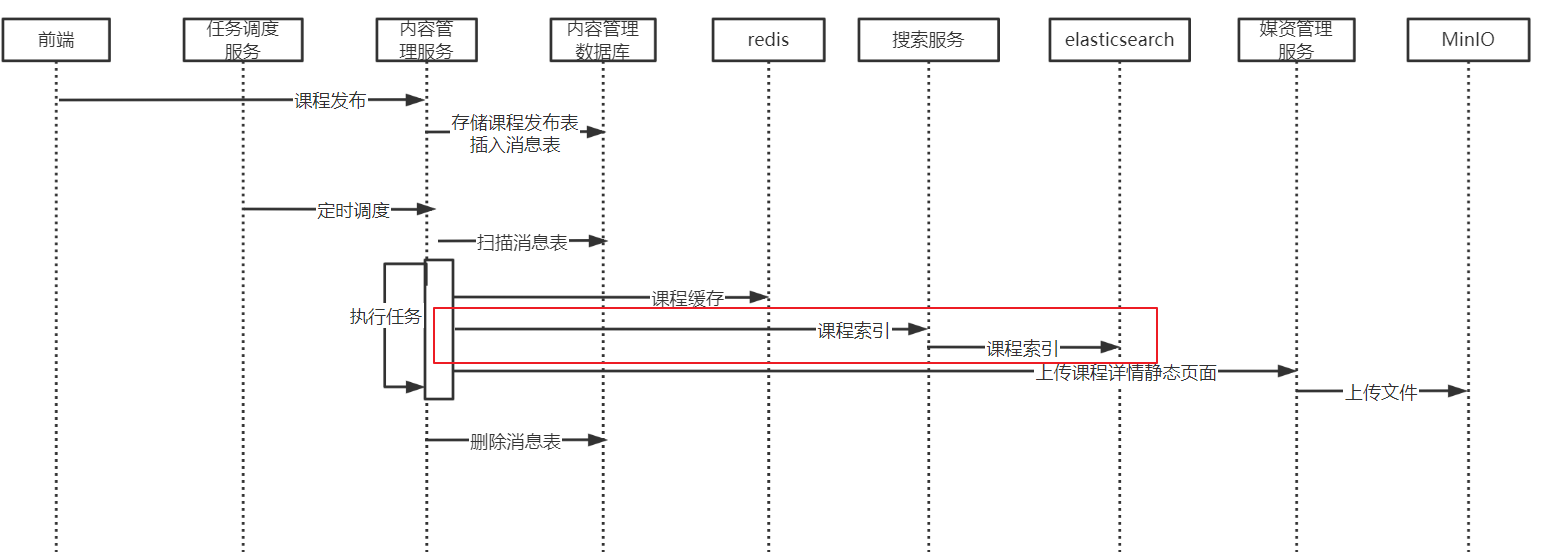 前端
任务调度
服务
内容管
理服务
内容管理
数据库
redis
搜索服务
elasticsearch
媒资管理
服务
MinIO
课程发布
存储课程发布表
插入消息表
定时调度
扫描消息表
课程缓存
执行任务
课程索引
课程索引
上传课程详情静态页面
上传文件
删除消息表